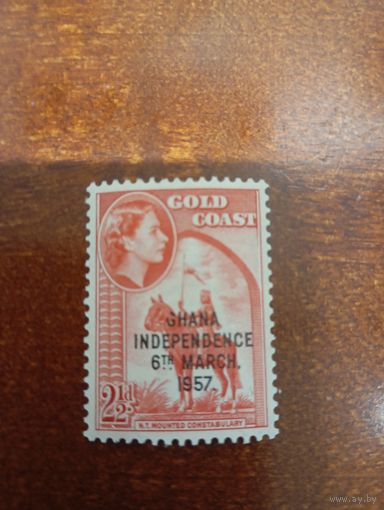 GOLD
COAST
GHANA
INDEPENDENCE
6TH MARCH,
1957
2½d
N.T. MOUNTED CONSTABULARY
www.ay.by